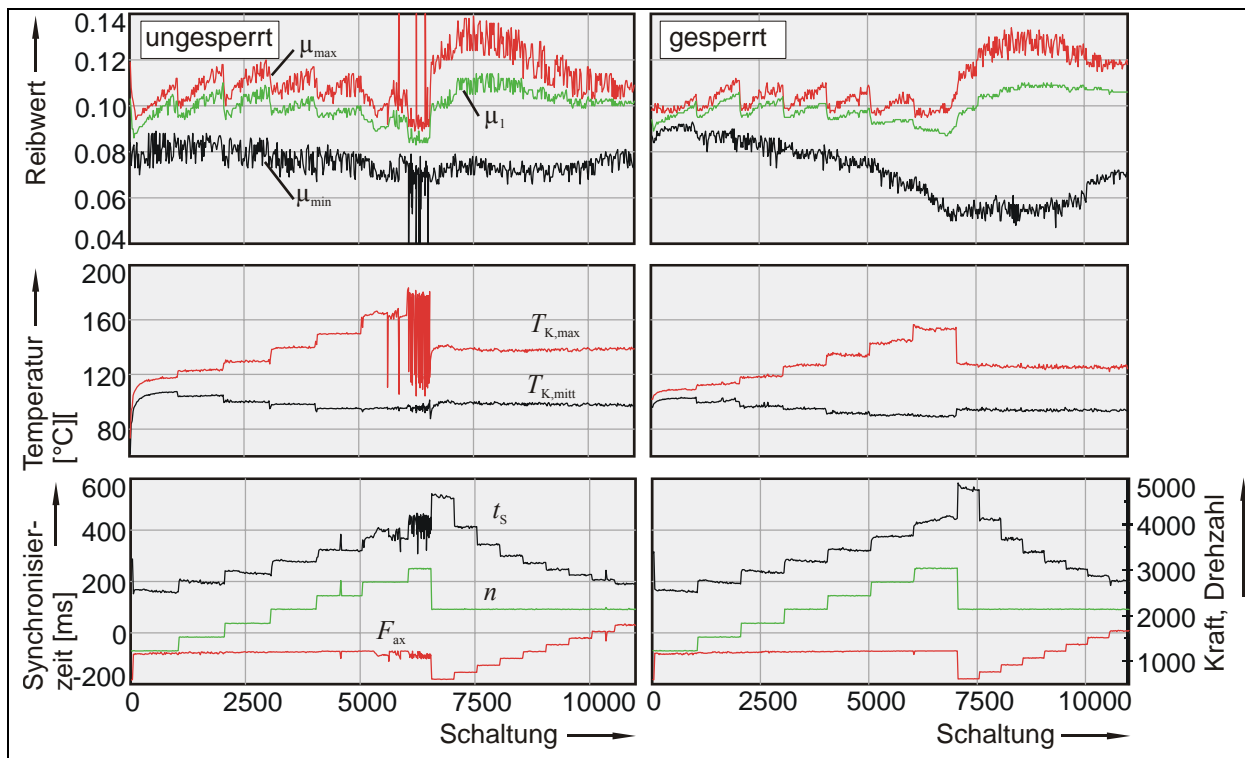 Reibwert
0.14
0.12
0.10
0.08
0.06
0.04
ungesperrt
μmax
μ1
μmin
gesperrt
Temperatur
[°C]]
200
160
120
80
TK,max
TK,mitt
Synchronisier-
zeit [ms]
600
400
200
0
-200
tS
n
Fax
5000
4000
3000
2000
1000
Kraft, Drehzahl
0 2500 5000 7500 10000
0 2500 5000 7500 10000
Schaltung
Schaltung